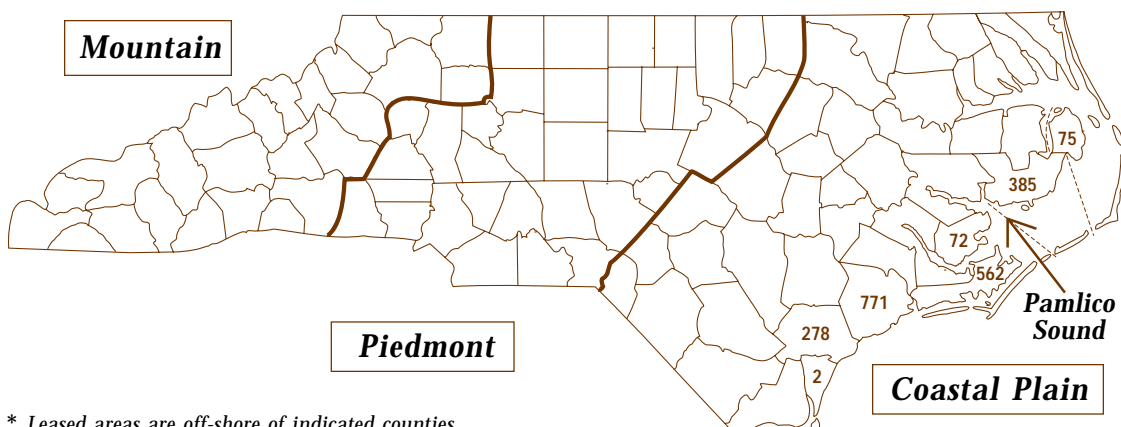 Mountain
75
385
72
562
771
Pamlico
Sound
278
Piedmont
2
Coastal Plain
* Leased areas are off-shore of indicated counties